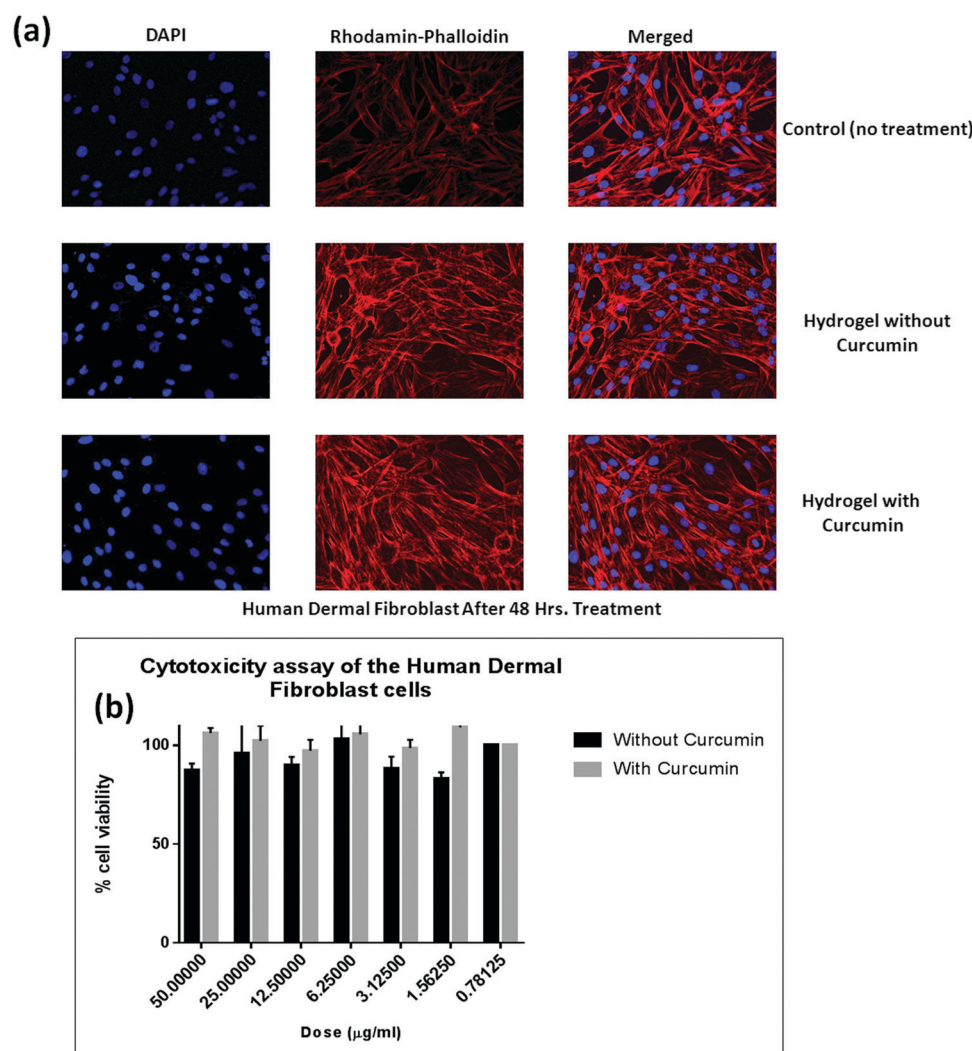 (a)
DAPI
Rhodamin-Phalloidin
Merged
Control (no treatment)
Hydrogel without
Curcumin
Hydrogel with
Curcumin
Human Dermal Fibroblast After 48 Hrs. Treatment
(b)
Cytotoxicity assay of the Human Dermal
Fibroblast cells
Without Curcumin
With Curcumin
% cell viability
100
50
0
50.00000
25.00000
12.50000
6.25000
3.12500
1.56250
0.78125
Dose (µg/ml)